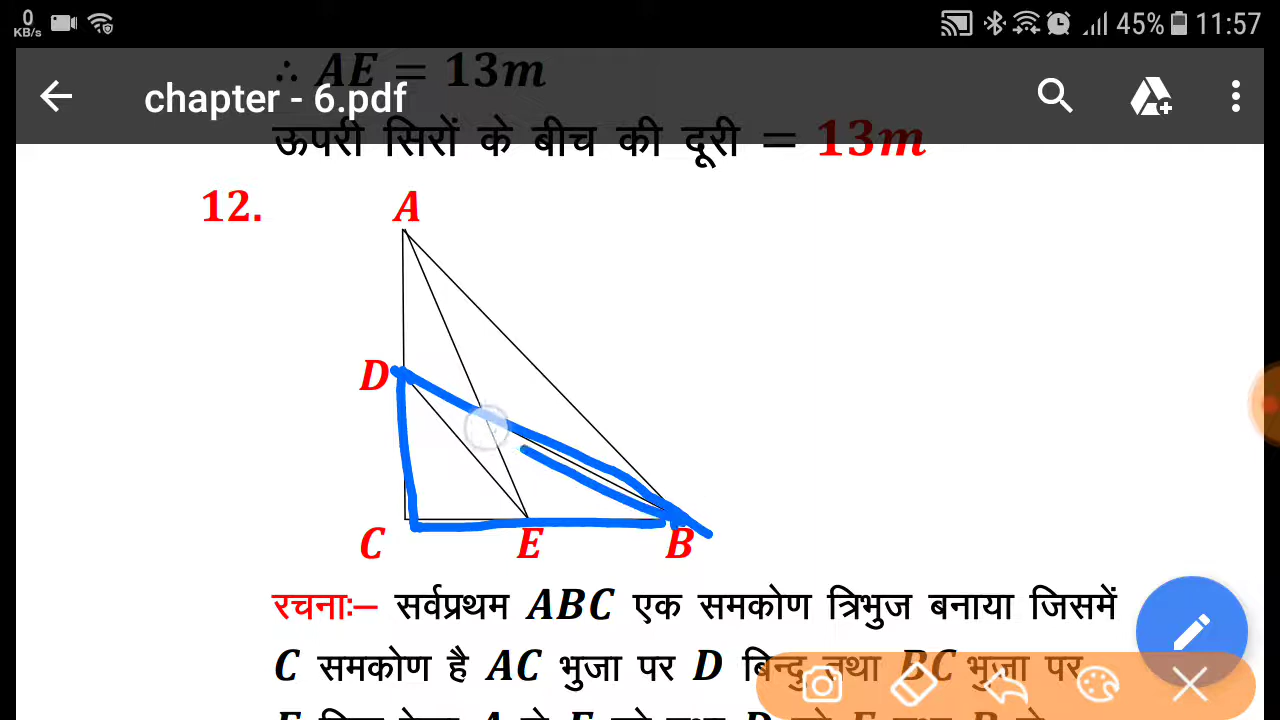 0
KB/s
45% 11:57
∴ AE = 13m
chapter - 6.pdf
ऊपरी सिरों के बीच की दूरी = 13m
12.
A
D
C E B
रचनाः– सर्वप्रथम ABC एक समकोण त्रिभुज बनाया जिसमें
C समकोण है AC भुजा पर D बिन्दु तथा BC भुजा पर